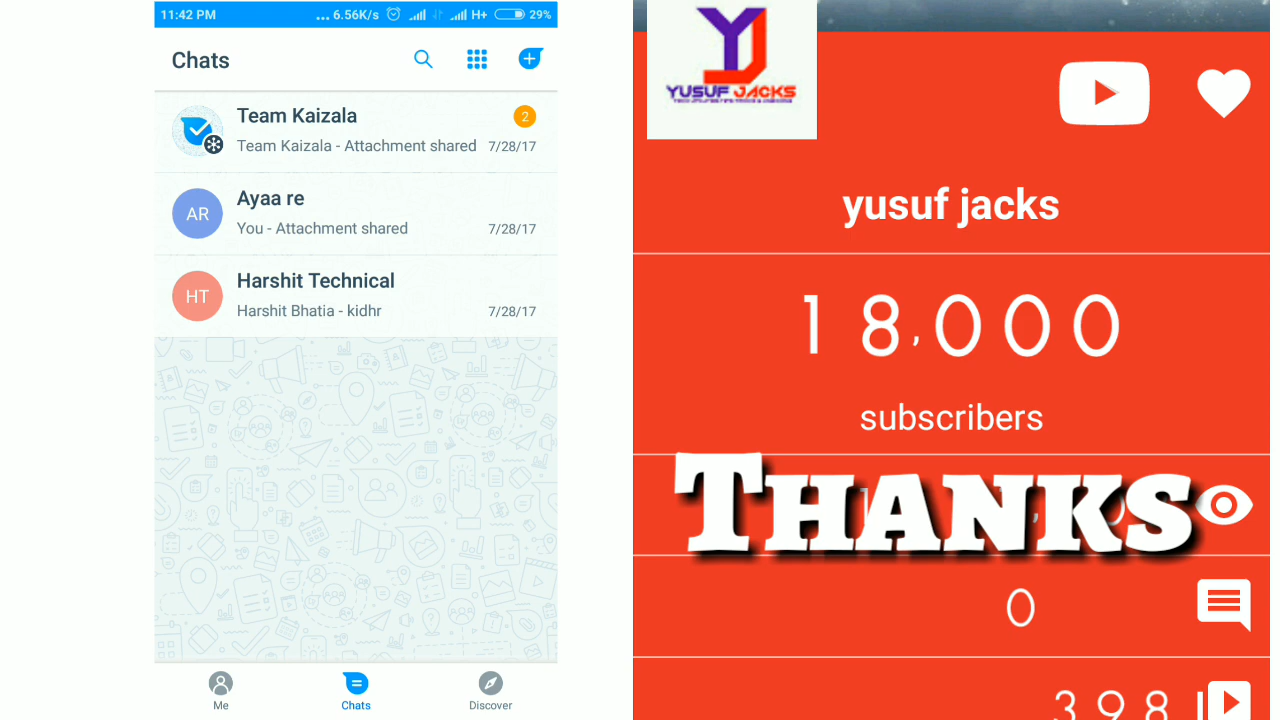 11:42 PM
... 6.56K/s
H+
29%
Chats
Team Kaizala
2
Team Kaizala - Attachment shared
7/28/17
AR
Ayaa re
You - Attachment shared
7/28/17
HT
Harshit Technical
Harshit Bhatia - kidhr
7/28/17
Me
Chats
Discover
YJ
YUSUF JACKS
yusuf jacks
18,000
subscribers
THANKS
0
398